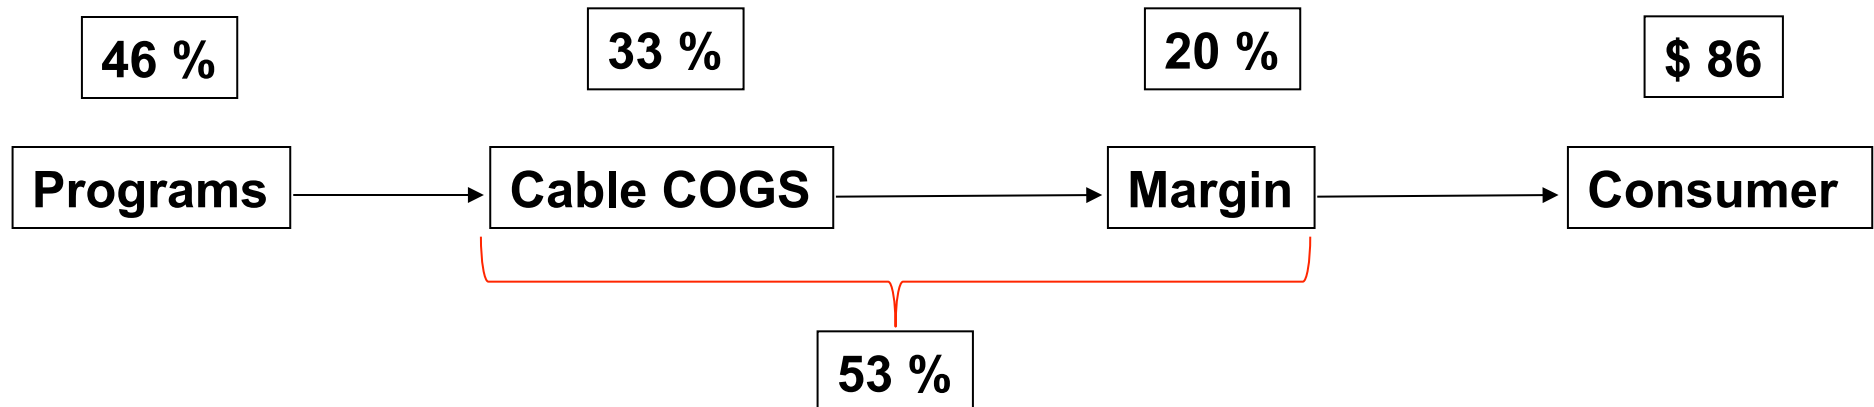 46 %
33 %
20 %
$ 86
Programs
Cable COGS
Margin
Consumer
53 %